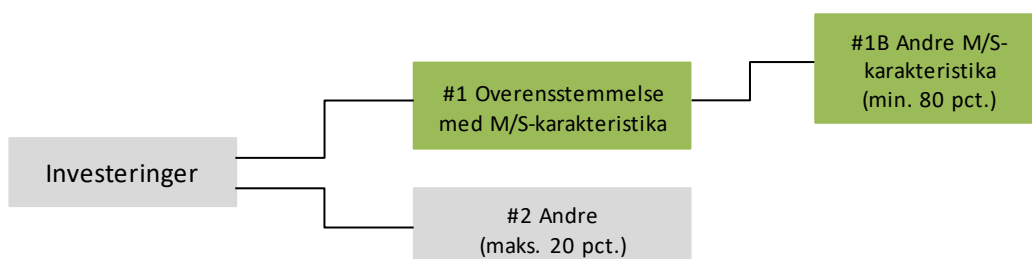 Investeringer
#1 Overensstemmelse
med M/S-karakteristika
#1B Andre M/S-
karakteristika
(min. 80 pct.)
#2 Andre
(maks. 20 pct.)